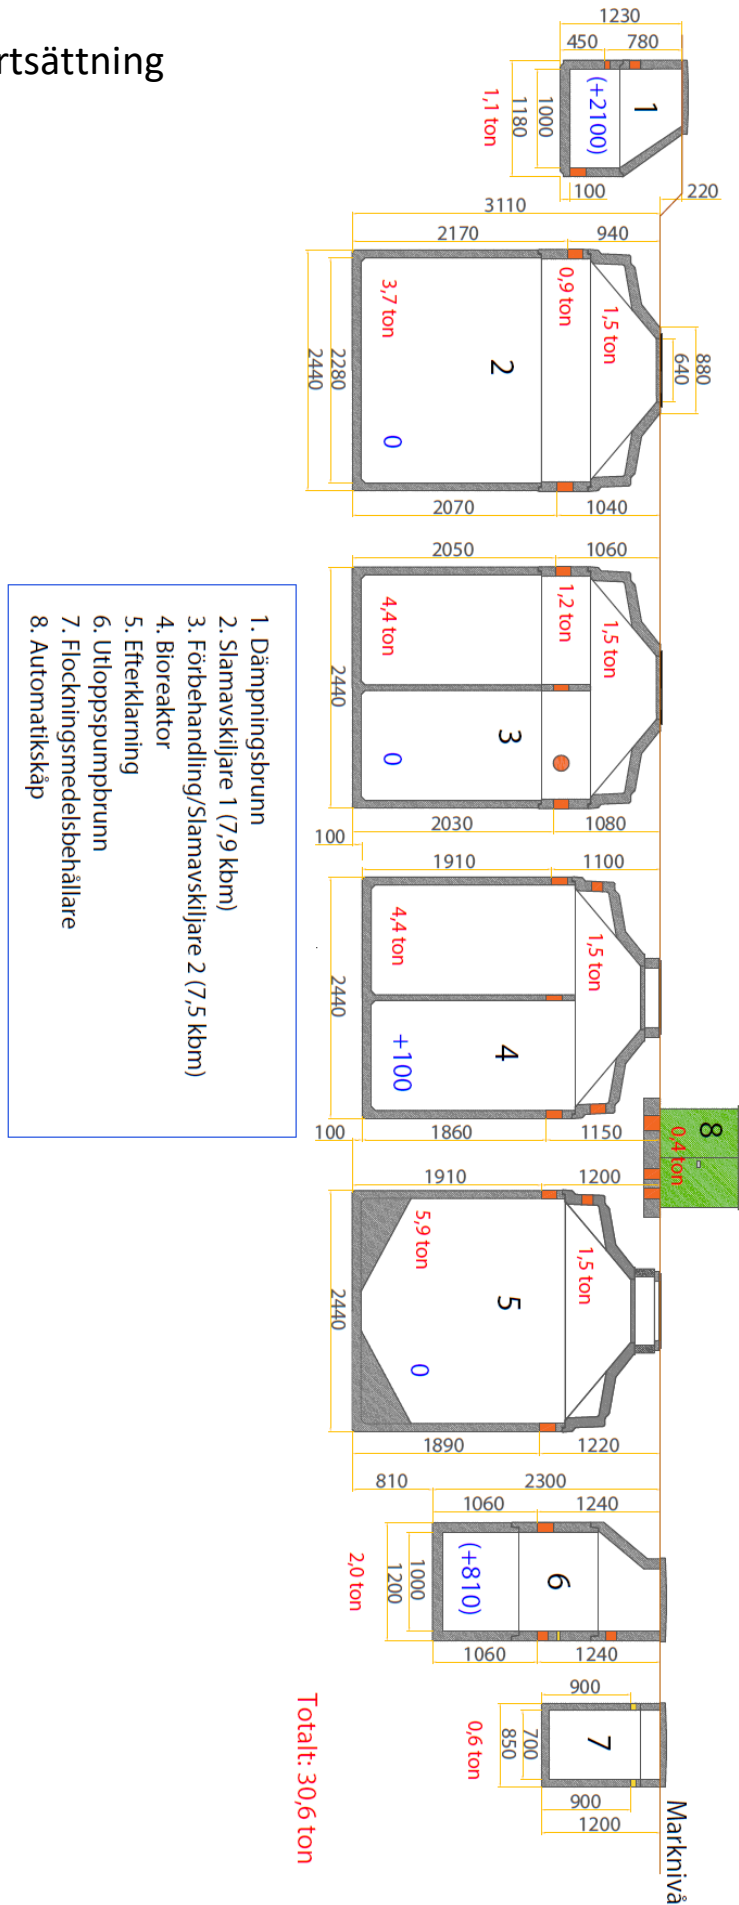 rtsättning
1230
450
780
1
(+2100)
1000
1180
1,1 ton
100
220
3110
2170
940
1,5 ton
0,9 ton
3,7 ton
2
0
2280
2440
880
640
2070
1040
2050
1060
1,5 ton
1,2 ton
4,4 ton
3
0
2440
2030
1080
100
1910
1100
1,5 ton
4,4 ton
4
+100
2440
100
1860
1150
8
0,4 ton
1910
1200
1,5 ton
5,9 ton
5
0
2440
1890
1220
810
2300
1060
1240
6
(+810)
1000
1200
2,0 ton
1060
1240
900
7
700
850
0,6 ton
900
1200
Marknivå
Totalt: 30,6 ton
1. Dämpningsbrunn
2. Slamavskiljare 1 (7,9 kbm)
3. Förbehandling/Slamavskiljare 2 (7,5 kbm)
4. Bioreaktor
5. Efterklarning
6. Utloppspumpbrunn
7. Flockningsmedelsbehållare
8. Automatikskåp